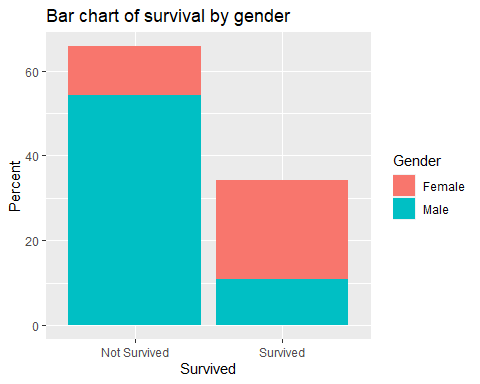 Bar chart of survival by gender
60
40
20
0
Percent
Not Survived
Survived
Survived
Gender
Female
Male